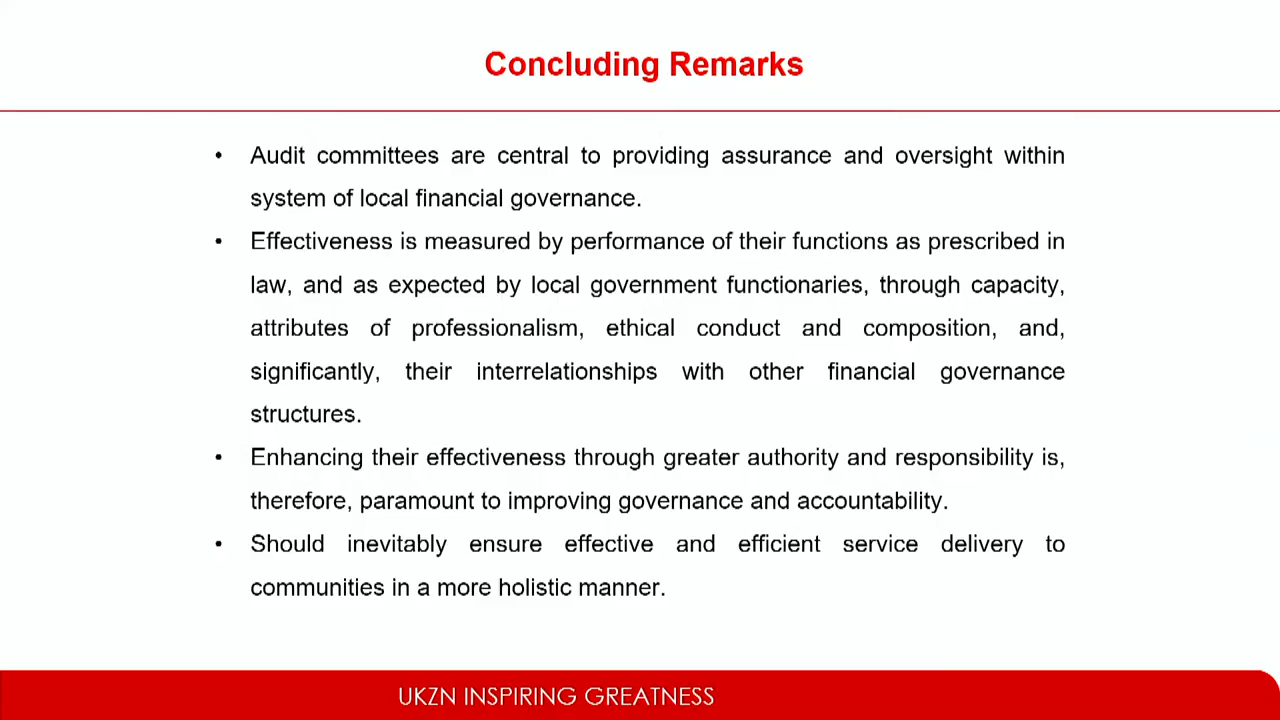 Concluding Remarks
• Audit committees are central to providing assurance and oversight within
system of local financial governance.
• Effectiveness is measured by performance of their functions as prescribed in
law, and as expected by local government functionaries, through capacity,
attributes of professionalism, ethical conduct and composition, and,
significantly, their interrelationships with other financial governance
structures.
• Enhancing their effectiveness through greater authority and responsibility is,
therefore, paramount to improving governance and accountability.
• Should inevitably ensure effective and efficient service delivery to
communities in a more holistic manner.
UKZN INSPIRING GREATNESS